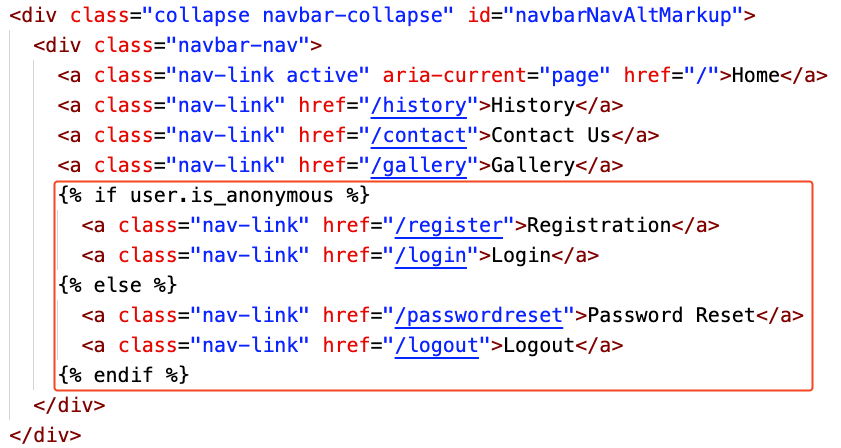 <div class="collapse navbar-collapse" id="navbarNavAltMarkup">
<div class="navbar-nav">
<a class="nav-link active" aria-current="page" href="/">Home</a>
<a class="nav-link" href="/history">History</a>
<a class="nav-link" href="/contact">Contact Us</a>
<a class="nav-link" href="/gallery">Gallery</a>
{% if user.is_anonymous %}
<a class="nav-link" href="/register">Registration</a>
<a class="nav-link" href="/login">Login</a>
{% else %}
<a class="nav-link" href="/passwordreset">Password Reset</a>
<a class="nav-link" href="/logout">Logout</a>
{% endif %}
</div>
</div>